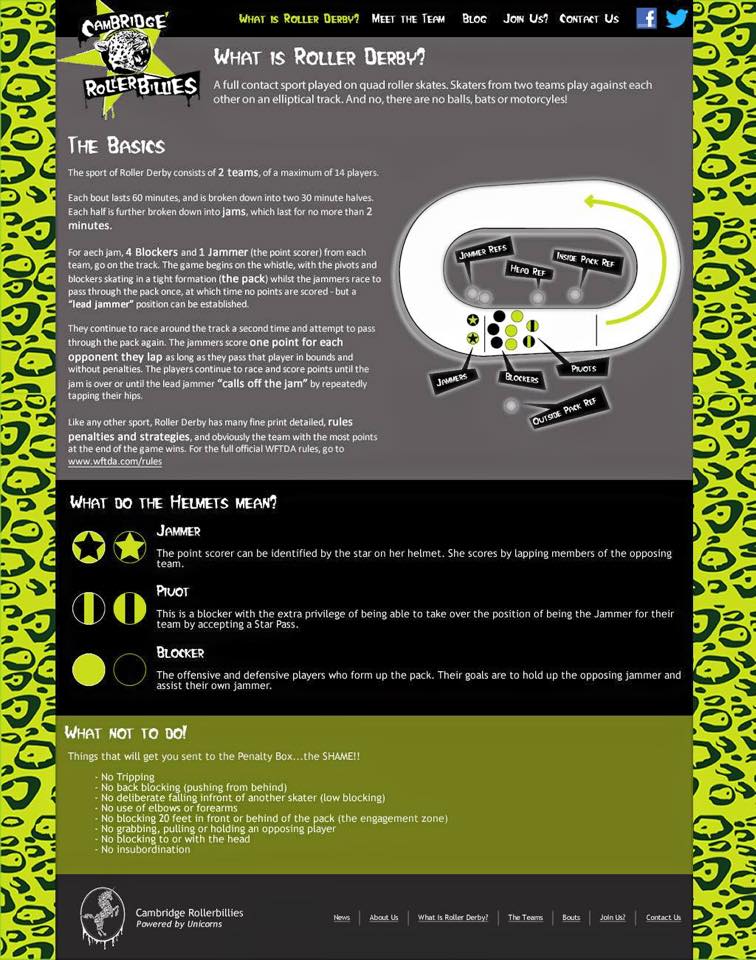 CAMBRIDGE
ROLLERBILLIES
What is Roller Derby?
Meet the Team
Blog
Join Us?
Contact Us
What is Roller Derby?
A full contact sport played on quad roller skates. Skaters from two teams play against each
other on an elliptical track. And no, there are no balls, bats or motorcyles!
The Basics
The sport of Roller Derby consists of 2 teams, of a maximum of 14 players.
Each bout lasts 60 minutes, and is broken down into two 30 minute halves.
Each half is further broken down into jams, which last for no more than 2
minutes.
For aech jam, 4 Blockers and 1 Jammer (the point scorer) from each
team, go on the track. The game begins on the whistle, with the pivots and
blockers skating in a tight formation (the pack) whilst the jammers race to
pass through the pack once, at which time no points are scored - but a
“lead jammer” position can be established.
They continue to race around the track a second time and attempt to pass
through the pack again. The jammers score one point for each
opponent they lap as long as they pass that player in bounds and
without penalties. The players continue to race and score points until the
jam is over or until the lead jammer “calls off the jam” by repeatedly
tapping their hips.
Like any other sport, Roller Derby has many fine print detailed, rules
penalties and strategies, and obviously the team with the most points
at the end of the game wins. For the full official WFTDA rules, go to
www.wftda.com/rules
Jammer Refs
Head Ref
Inside Pack Ref
Jammers
Blockers
Pivots
Outside Pack Ref
What do the Helmets mean?
Jammer
The point scorer can be identified by the star on her helmet. She scores by lapping members of the opposing
team.
Pivot
This is a blocker with the extra privilege of being able to take over the position of being the Jammer for their
team by accepting a Star Pass.
Blocker
The offensive and defensive players who form up the pack. Their goals are to hold up the opposing jammer and
assist their own jammer.
What not to do!
Things that will get you sent to the Penalty Box...the SHAME!!
- No Tripping
- No back blocking (pushing from behind)
- No deliberate falling infront of another skater (low blocking)
- No use of elbows or forearms
- No blocking 20 feet in front or behind of the pack (the engagement zone)
- No grabbing, pulling or holding an opposing player
- No blocking to or with the head
- No insubordination
Cambridge Rollerbillies
Powered by Unicorns
News
About Us
What is Roller Derby?
The Teams
Bouts
Join Us?
Contact Us